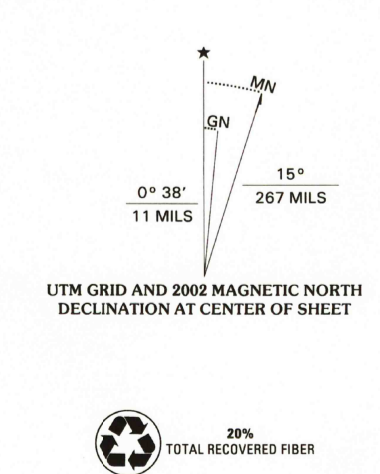 ★
MN
GN
0° 38'
11 MILS
15°
267 MILS
UTM GRID AND 2002 MAGNETIC NORTH
DECLINATION AT CENTER OF SHEET
20%
TOTAL RECOVERED FIBER